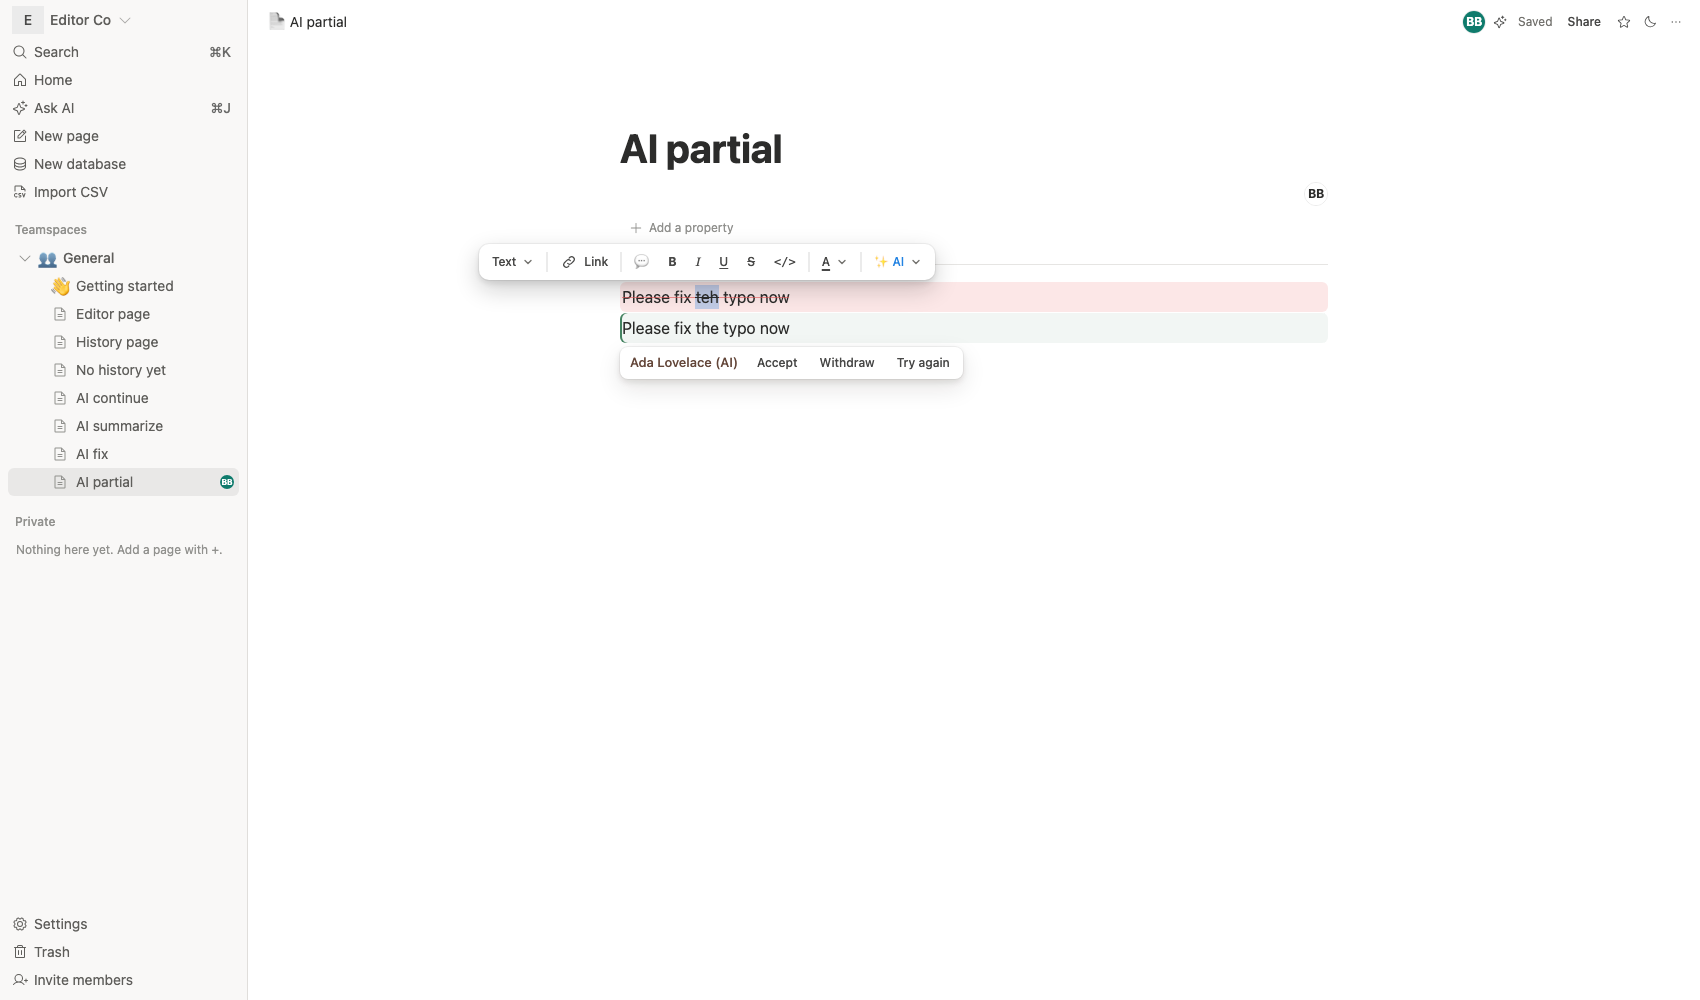 E Editor Co
Search ⌘K
Home
Ask AI ⌘J
New page
New database
Import CSV
Teamspaces
General
Getting started
Editor page
History page
No history yet
AI continue
AI summarize
AI fix
AI partial BB
Private
Nothing here yet. Add a page with +.
Settings
Trash
Invite members
AI partial
BB Saved Share
AI partial
BB
Add a property
Text Link B I U S </> A AI
Please fix teh typo now
Please fix the typo now
Ada Lovelace (AI) Accept Withdraw Try again